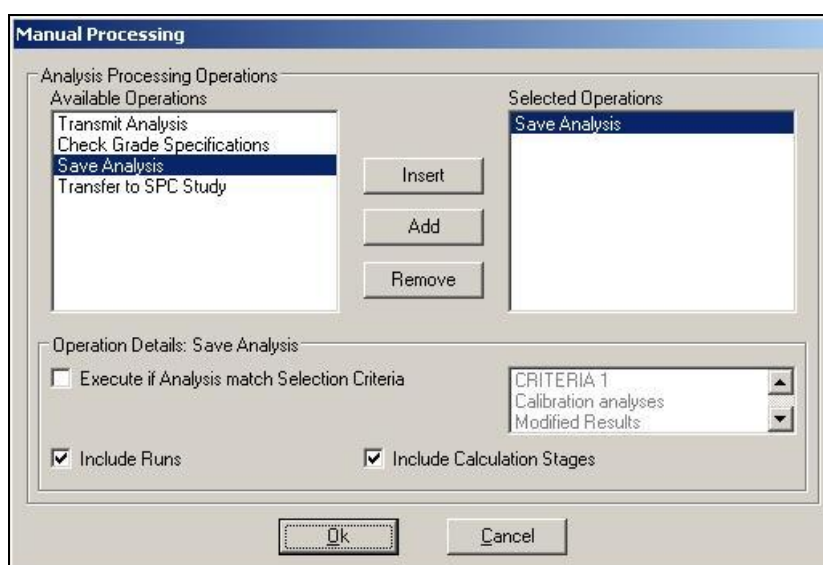 Manual Processing
Analysis Processing Operations
Available Operations
Transmit Analysis
Check Grade Specifications
Save Analysis
Transfer to SPC Study
Insert
Add
Remove
Selected Operations
Save Analysis
Operation Details: Save Analysis
Execute if Analysis match Selection Criteria
CRITERIA 1
Calibration analyses
Modified Results
Include Runs
Include Calculation Stages
Ok
Cancel